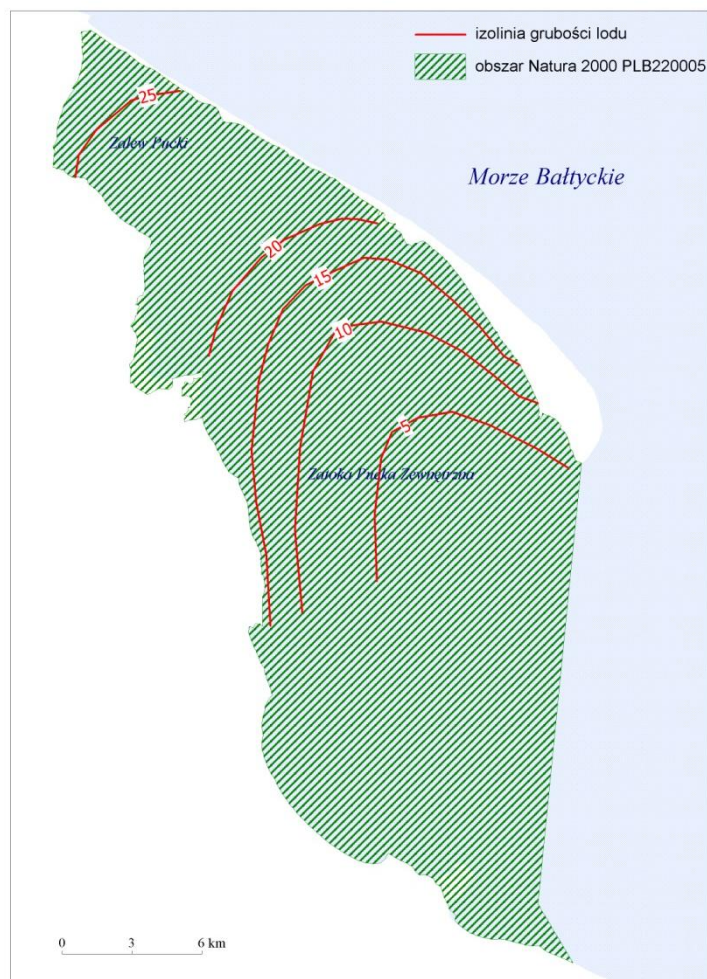 izolinia grubości lodu
obszar Natura 2000 PLB220005
25
Zalew Pucki
Morze Bałtyckie
20
15
10
5
Zatoka Pucka Zewnętrzna
0 3 6 km